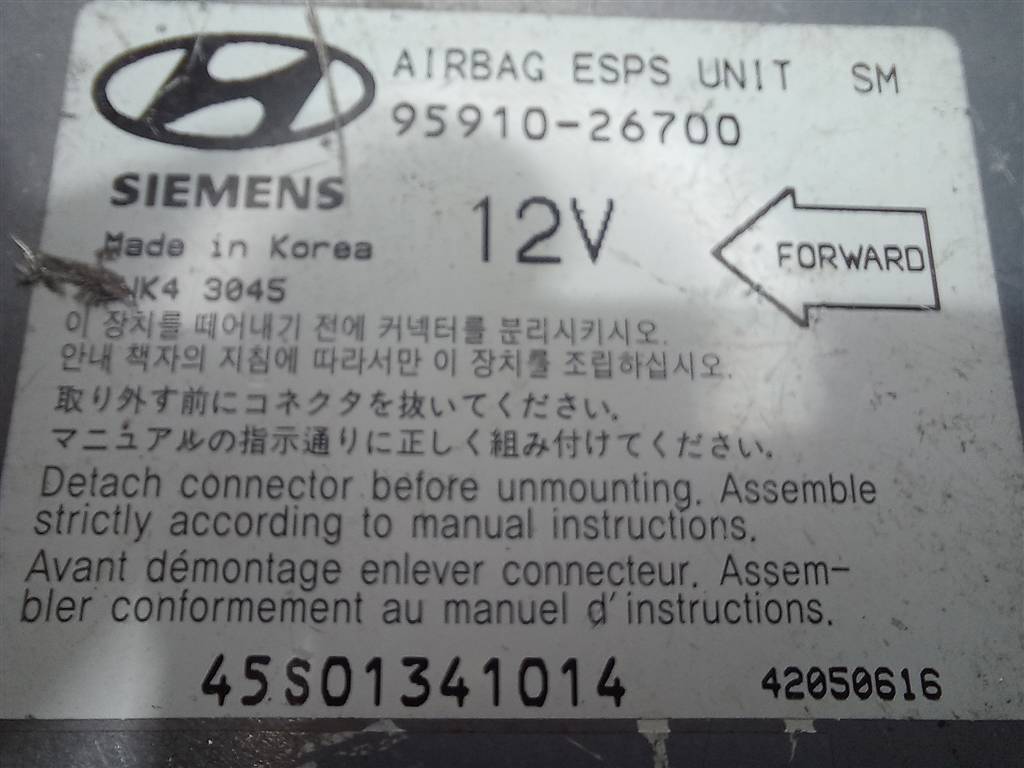 AIRBAG ESPS UNIT SM
95910-26700
SIEMENS
12V
FORWARD
Made in Korea
3045
이 장치를 떼어내기 전에 커넥터를 분리시키시오.
안내 책자의 지침에 따라서만 이 장치를 조립하십시오.
取り外す前にコネクタを抜いてください。
マニュアルの指示通りに正しく組み付けてください。
Detach connector before unmounting. Assemble
strictly according to manual instructions.
Avant démontage enlever connecteur. Assem-
bler conformement au manuel d'instructions.
45S01341014
42050616